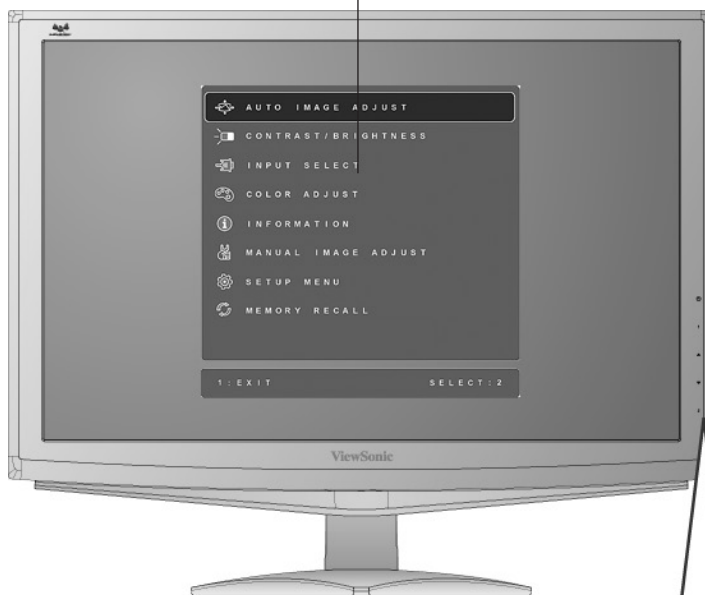 AUTO IMAGE ADJUST
CONTRAST/BRIGHTNESS
INPUT SELECT
COLOR ADJUST
INFORMATION
MANUAL IMAGE ADJUST
SETUP MENU
MEMORY RECALL
1:EXIT SELECT:2
ViewSonic